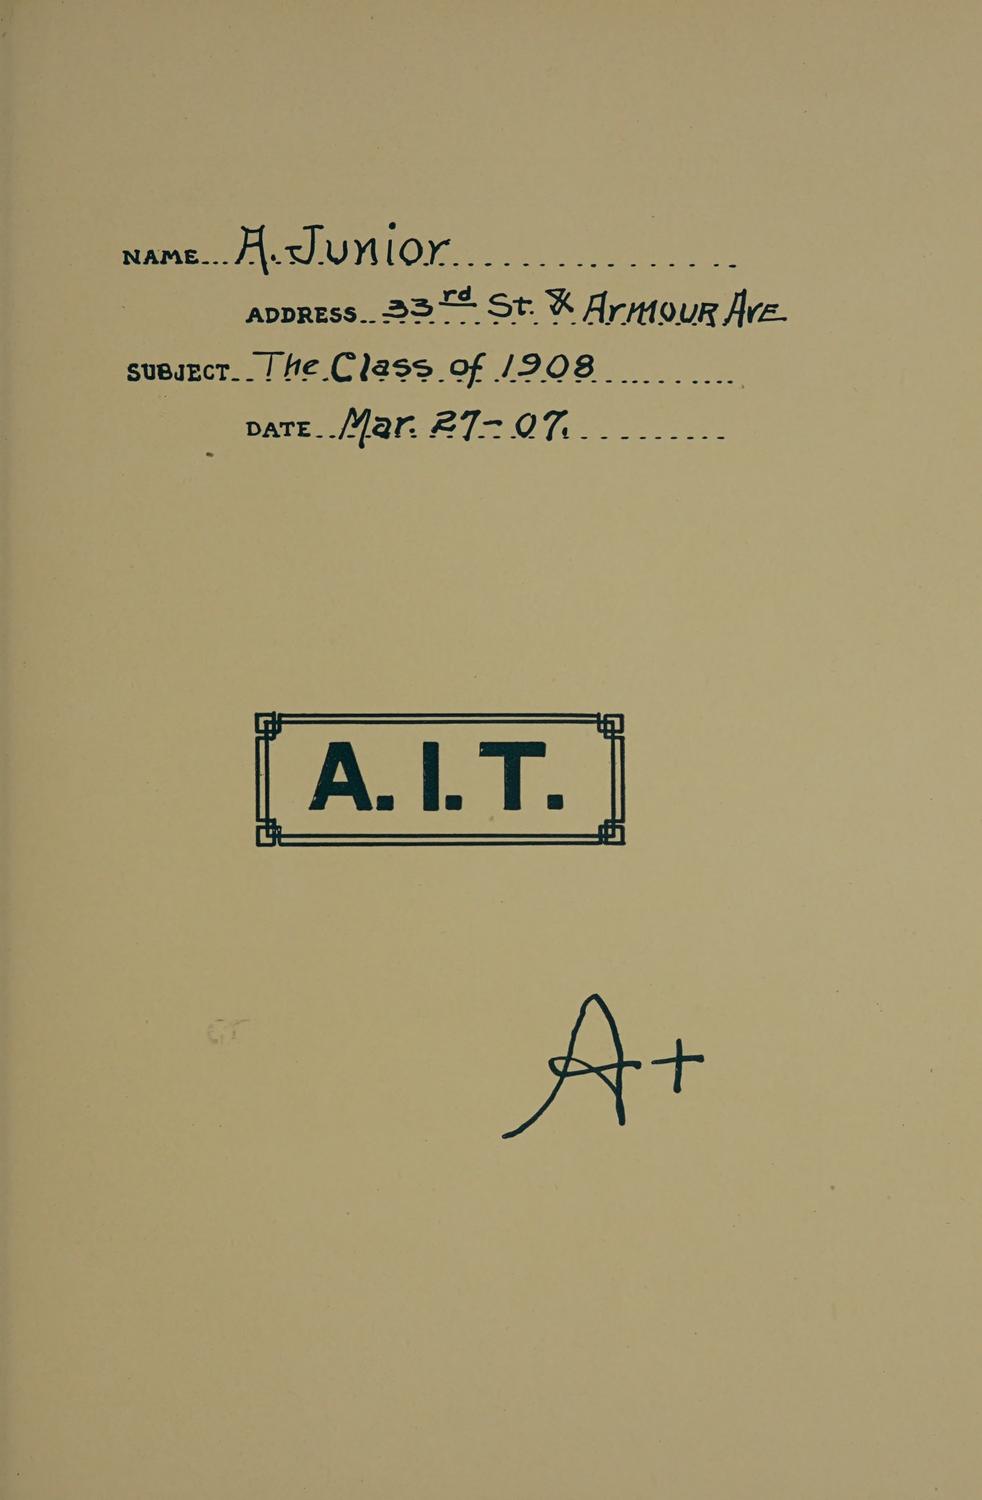 NAME A. Junior
ADDRESS 33rd St. & Armour Ave
SUBJECT The Class of 1908
DATE Mar. 27-07.
A.I.T.
A+